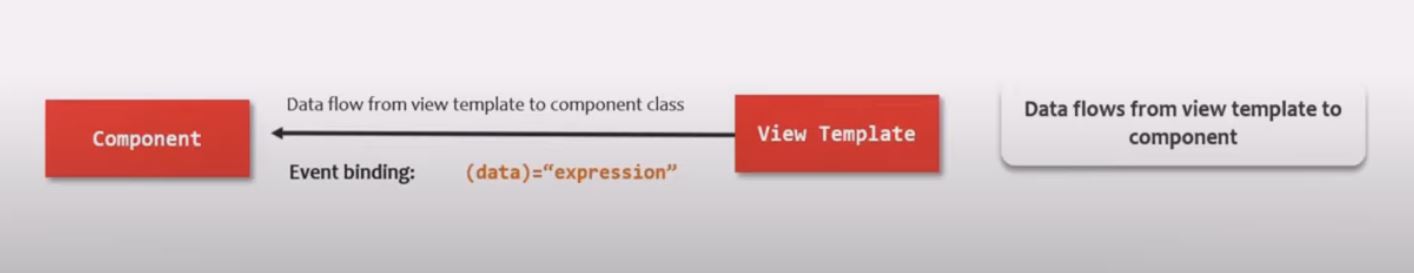 Data flow from view template to component class
Component
View Template
Event binding: (data)=“expression”
Data flows from view template to
component